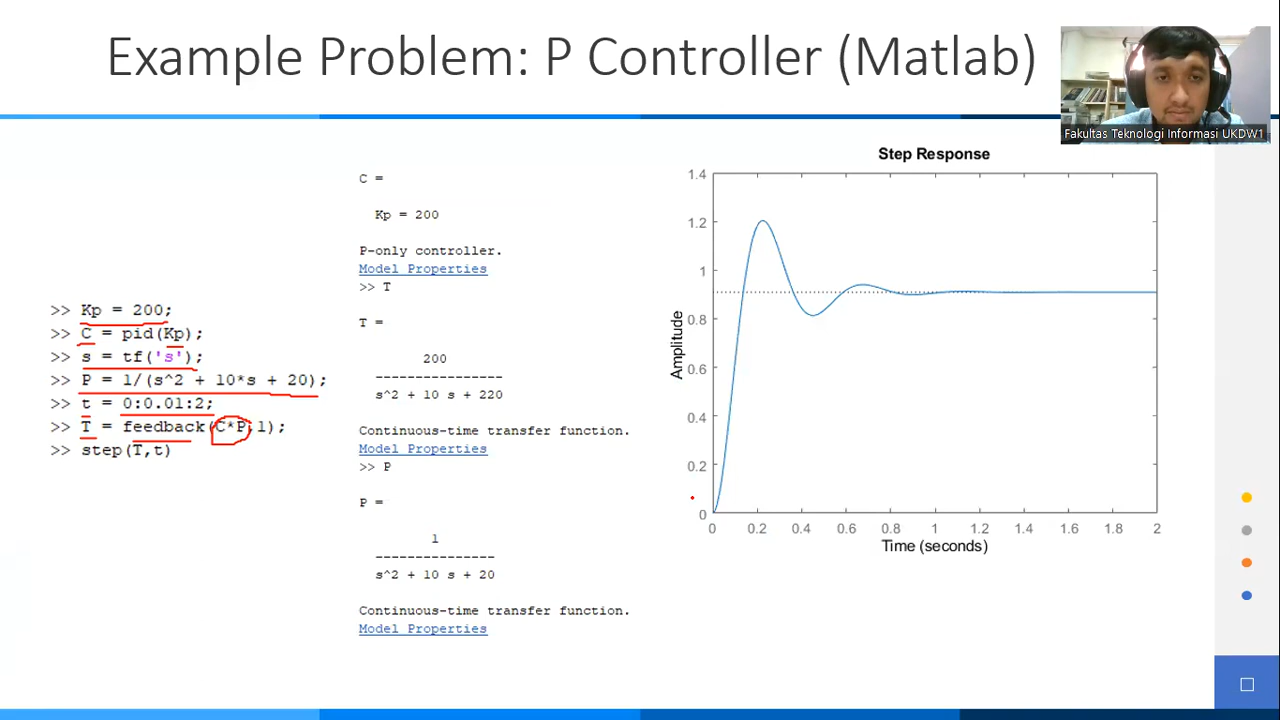 Example Problem: P Controller (Matlab)
Fakultas Teknologi Informasi UKDW1
>> Kp = 200;
>> C = pid(Kp);
>> s = tf('s');
>> P = 1/(s^2 + 10*s + 20);
>> t = 0:0.01:2;
>> T = feedback(C*P,1);
>> step(T,t)
C =
Kp = 200
P-only controller.
Model Properties
>> T
T =
200
----------------
s^2 + 10 s + 220
Continuous-time transfer function.
Model Properties
>> P
P =
1
---------------
s^2 + 10 s + 20
Continuous-time transfer function.
Model Properties
Step Response
Amplitude
1.4
1.2
1
0.8
0.6
0.4
0.2
0
0 0.2 0.4 0.6 0.8 1 1.2 1.4 1.6 1.8 2
Time (seconds)